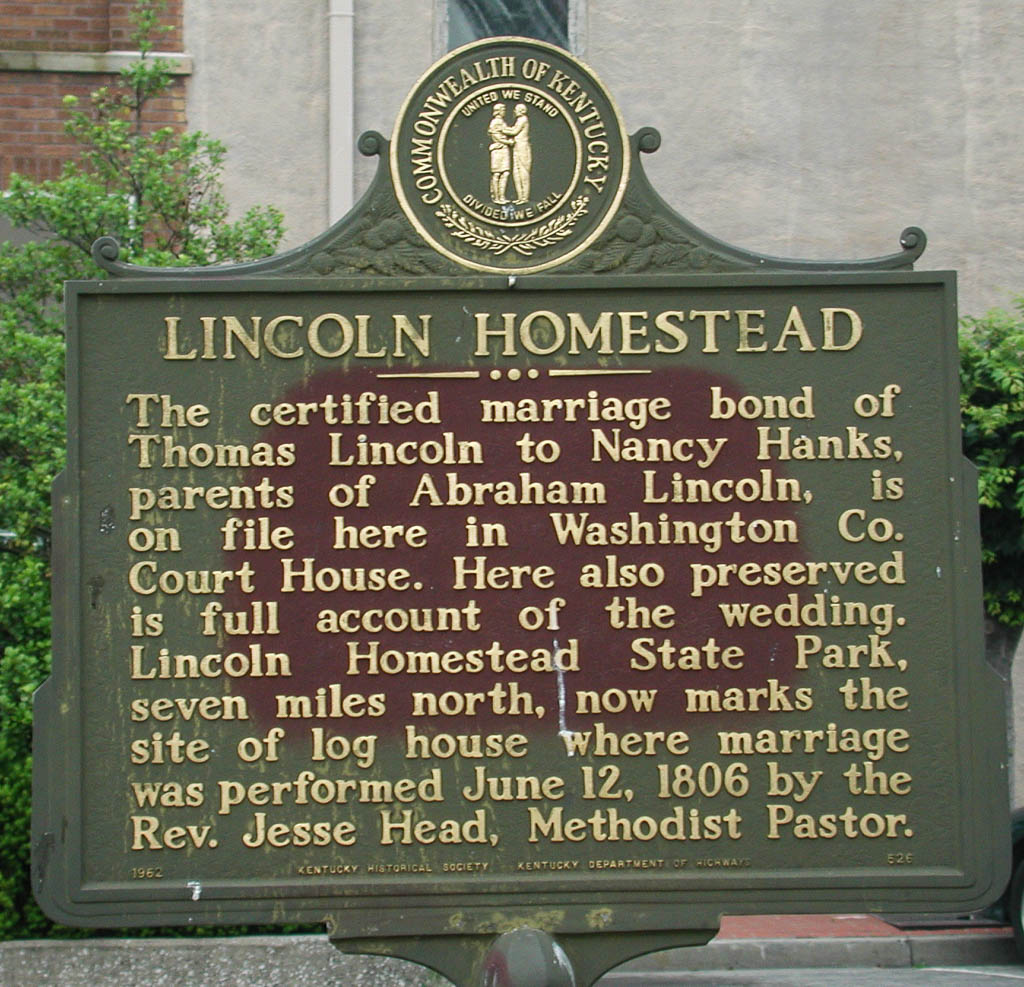 COMMONWEALTH OF KENTUCKY
UNITED WE STAND
DIVIDED WE FALL
LINCOLN HOMESTEAD
The certified marriage bond of
Thomas Lincoln to Nancy Hanks,
parents of Abraham Lincoln, is
on file here in Washington Co.
Court House. Here also preserved
is full account of the wedding.
Lincoln Homestead State Park,
seven miles north, now marks the
site of log house where marriage
was performed June 12, 1806 by the
Rev. Jesse Head, Methodist Pastor.
1962 KENTUCKY HISTORICAL SOCIETY KENTUCKY DEPARTMENT OF HIGHWAYS 526